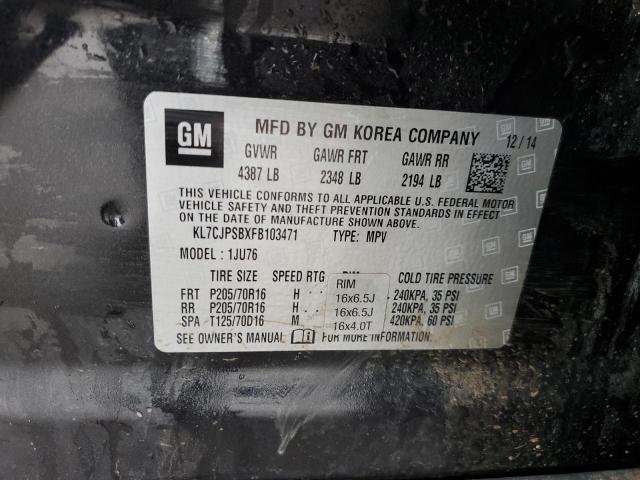 GM MFD BY GM KOREA COMPANY 12 / 14
GVWR GAWR FRT GAWR RR
4387 LB 2348 LB 2194 LB
THIS VEHICLE CONFORMS TO ALL APPLICABLE U.S. FEDERAL MOTOR
VEHICLE SAFETY AND THEFT PREVENTION STANDARDS IN EFFECT
ON THE DATE OF MANUFACTURE SHOWN ABOVE.
KL7CJPSBXFB103471 TYPE: MPV
MODEL : 1JU76
TIRE SIZE SPEED RTG RIM COLD TIRE PRESSURE
FRT P205/70R16 H 16x6.5J 240KPA, 35 PSI
RR P205/70R16 H 16x6.5J 240KPA, 35 PSI
SPA T125/70D16 M 16x4.0T 420KPA, 60 PSI
SEE OWNER'S MANUAL i FOR MORE INFORMATION.